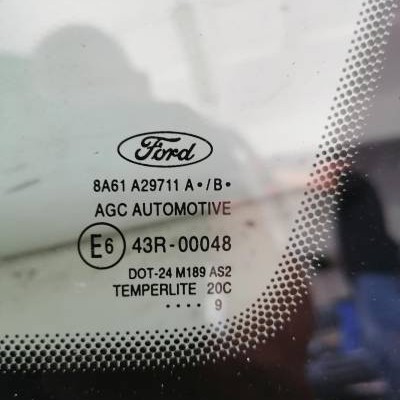 Ford
8A61 A29711 A•/B•
AGC AUTOMOTIVE
E6 43R-00048
DOT-24 M189 AS2
TEMPERLITE 20C
•••• 9